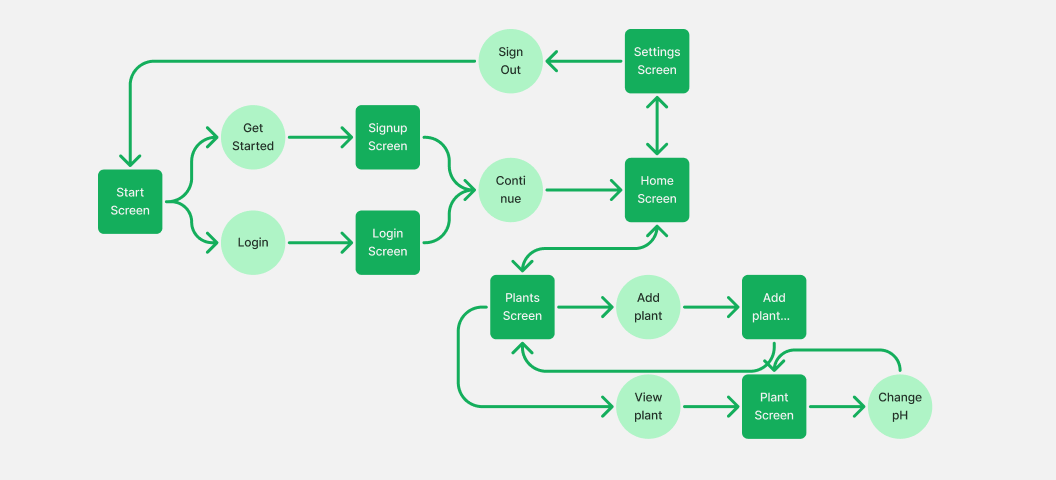 Sign
Out
Settings
Screen
Get
Started
Signup
Screen
Start
Screen
Conti
nue
Home
Screen
Login
Login
Screen
Plants
Screen
Add
plant
Add
plant...
View
plant
Plant
Screen
Change
pH